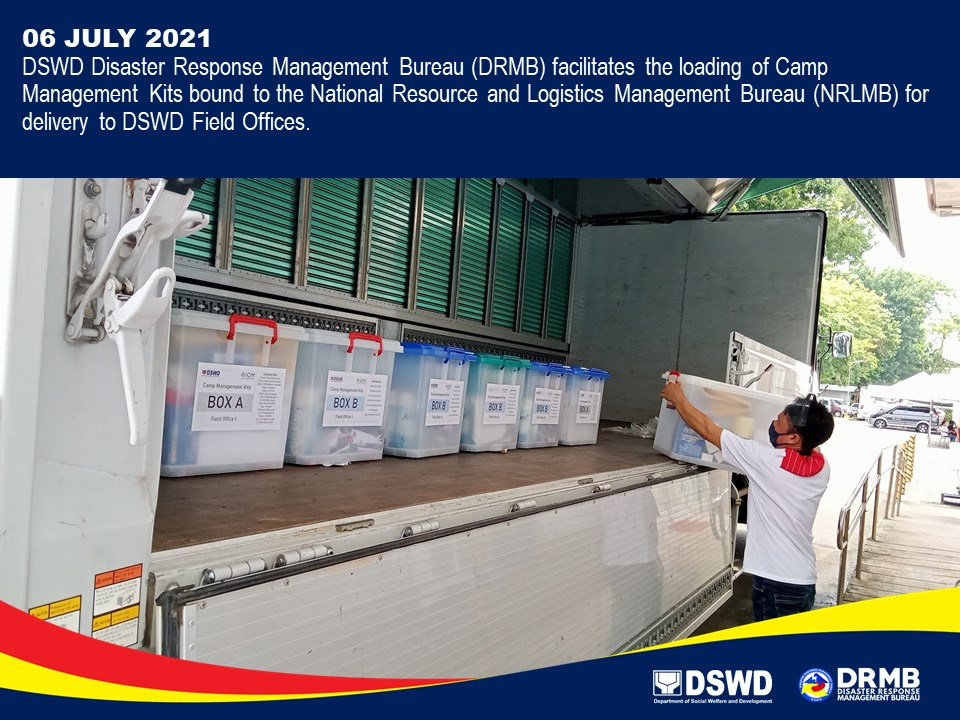 06 JULY 2021
DSWD Disaster Response Management Bureau (DRMB) facilitates the loading of Camp
Management Kits bound to the National Resource and Logistics Management Bureau (NRLMB) for
delivery to DSWD Field Offices.
DSWD IOM
Camp Management Kits
BOX A
Field Office I
DSWD
Camp Management Kits
BOX B
Field Office I
BOX B
BOX B
BOX B
BOX A
DSWD
Department of Social Welfare and Development
DRMB
DISASTER RESPONSE
MANAGEMENT BUREAU